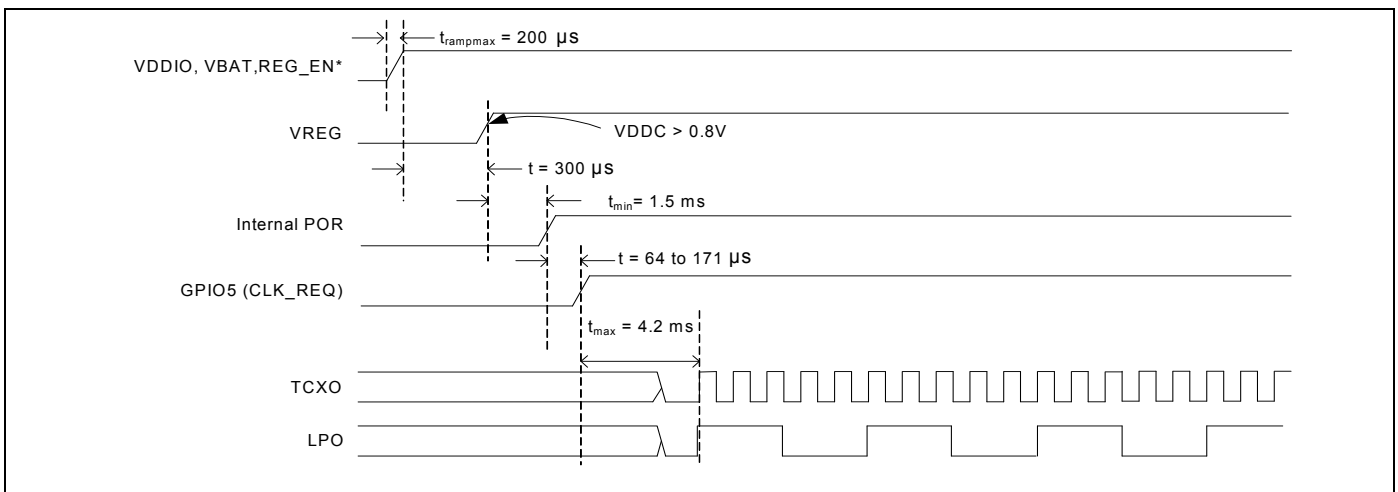 t_rampmax = 200 µs
VDDIO, VBAT,REG_EN*
VREG
VDDC > 0.8V
t = 300 µs
t_min= 1.5 ms
Internal POR
t = 64 to 171 µs
GPIO5 (CLK_REQ)
t_max = 4.2 ms
TCXO
LPO